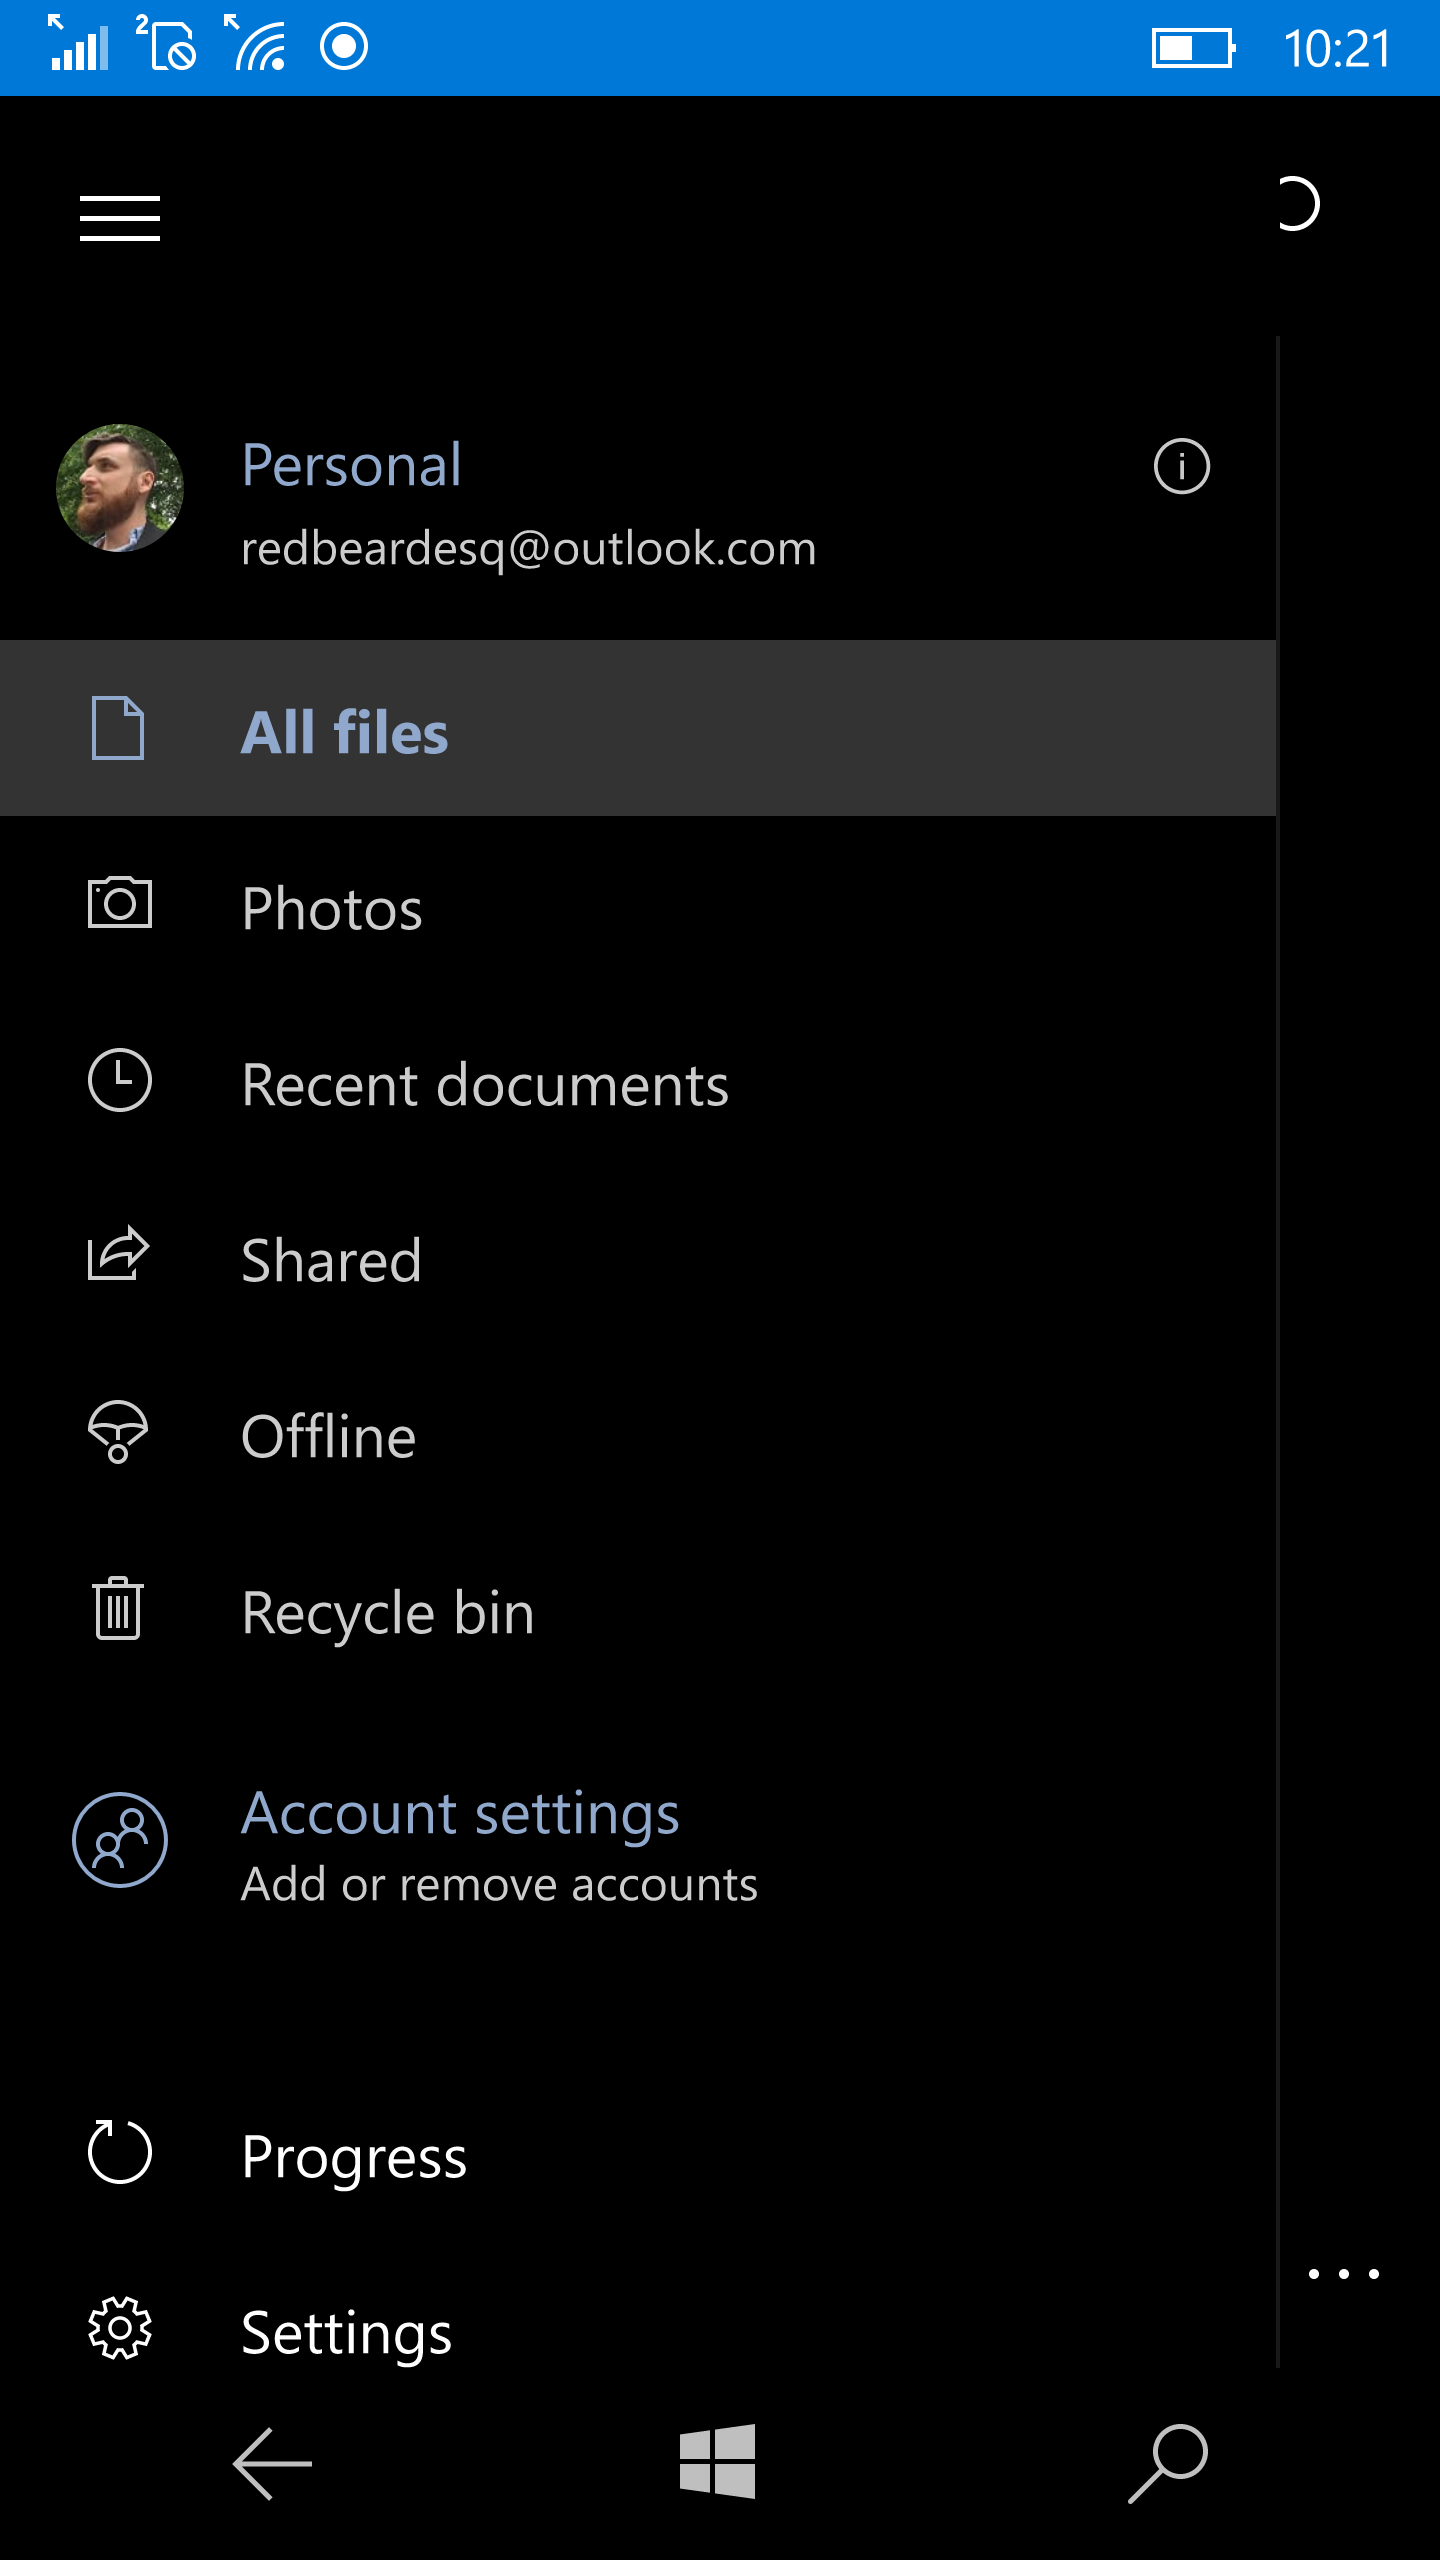 2
10:21
Personal
redbeardesq@outlook.com
All files
Photos
Recent documents
Shared
Offline
Recycle bin
Account settings
Add or remove accounts
Progress
Settings